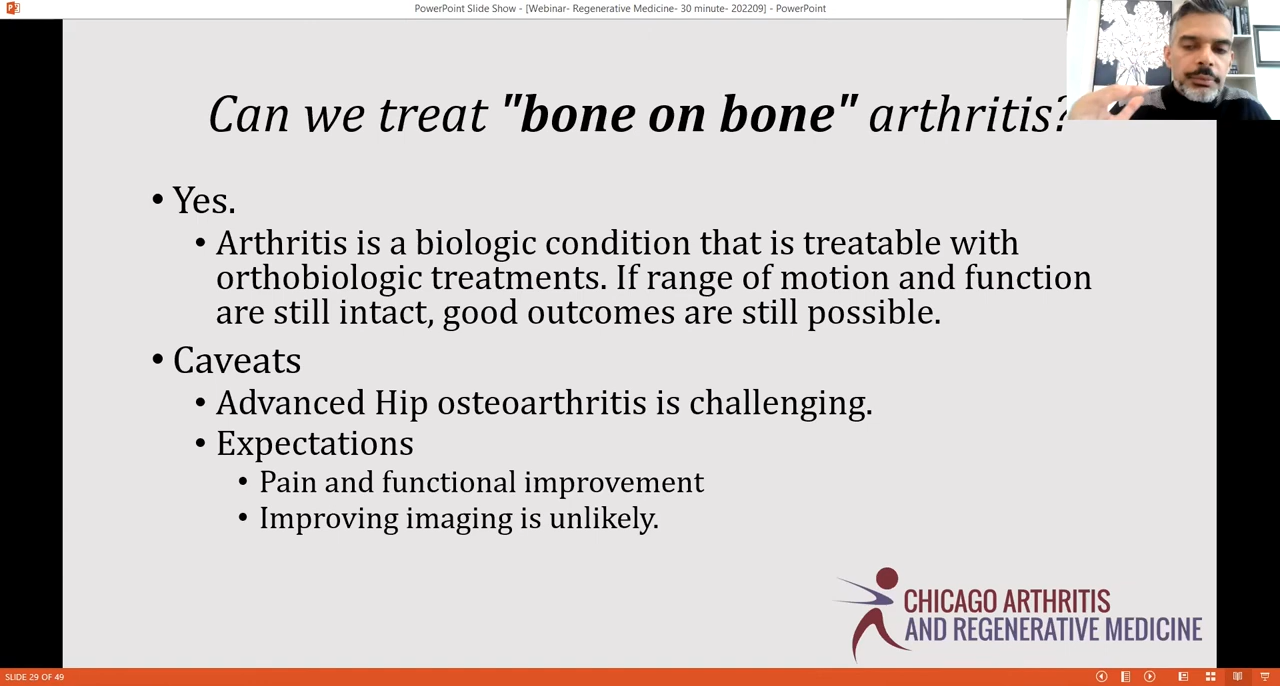 PowerPoint Slide Show - [Webinar- Regenerative Medicine- 30 minute- 202209] - PowerPoint
Can we treat "bone on bone" arthritis?
• Yes.
• Arthritis is a biologic condition that is treatable with
orthobiologic treatments. If range of motion and function
are still intact, good outcomes are still possible.
• Caveats
• Advanced Hip osteoarthritis is challenging.
• Expectations
• Pain and functional improvement
• Improving imaging is unlikely.
CHICAGO ARTHRITIS
AND REGENERATIVE MEDICINE
SLIDE 29 OF 49